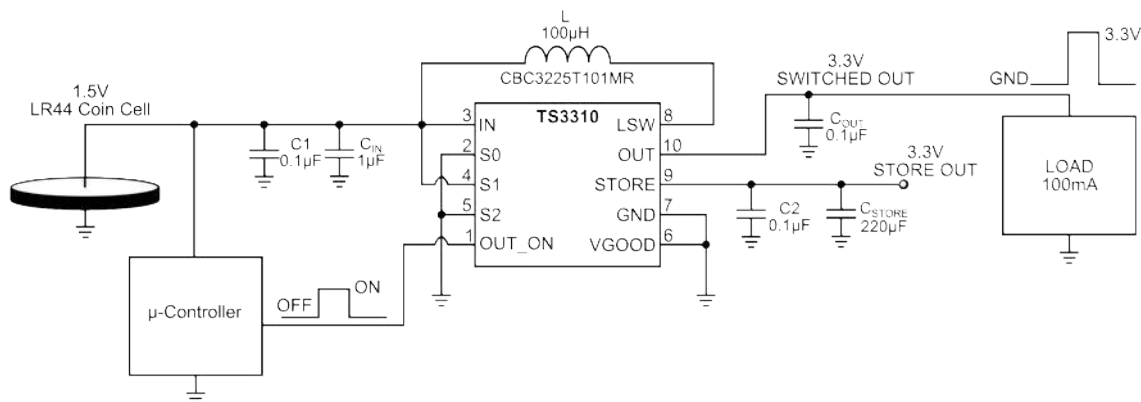 L
100µH
CBC3225T101MR
3.3V
GND
3.3V
SWITCHED OUT
1.5V
LR44 Coin Cell
TS3310
3
IN
LSW
8
C1
0.1µF
CIN
1µF
2
S0
OUT
10
COUT
0.1µF
4
S1
STORE
9
3.3V
STORE OUT
LOAD
100mA
5
S2
GND
7
C2
0.1µF
CSTORE
220µF
1
OUT_ON
VGOOD
6
µ-Controller
OFF
ON